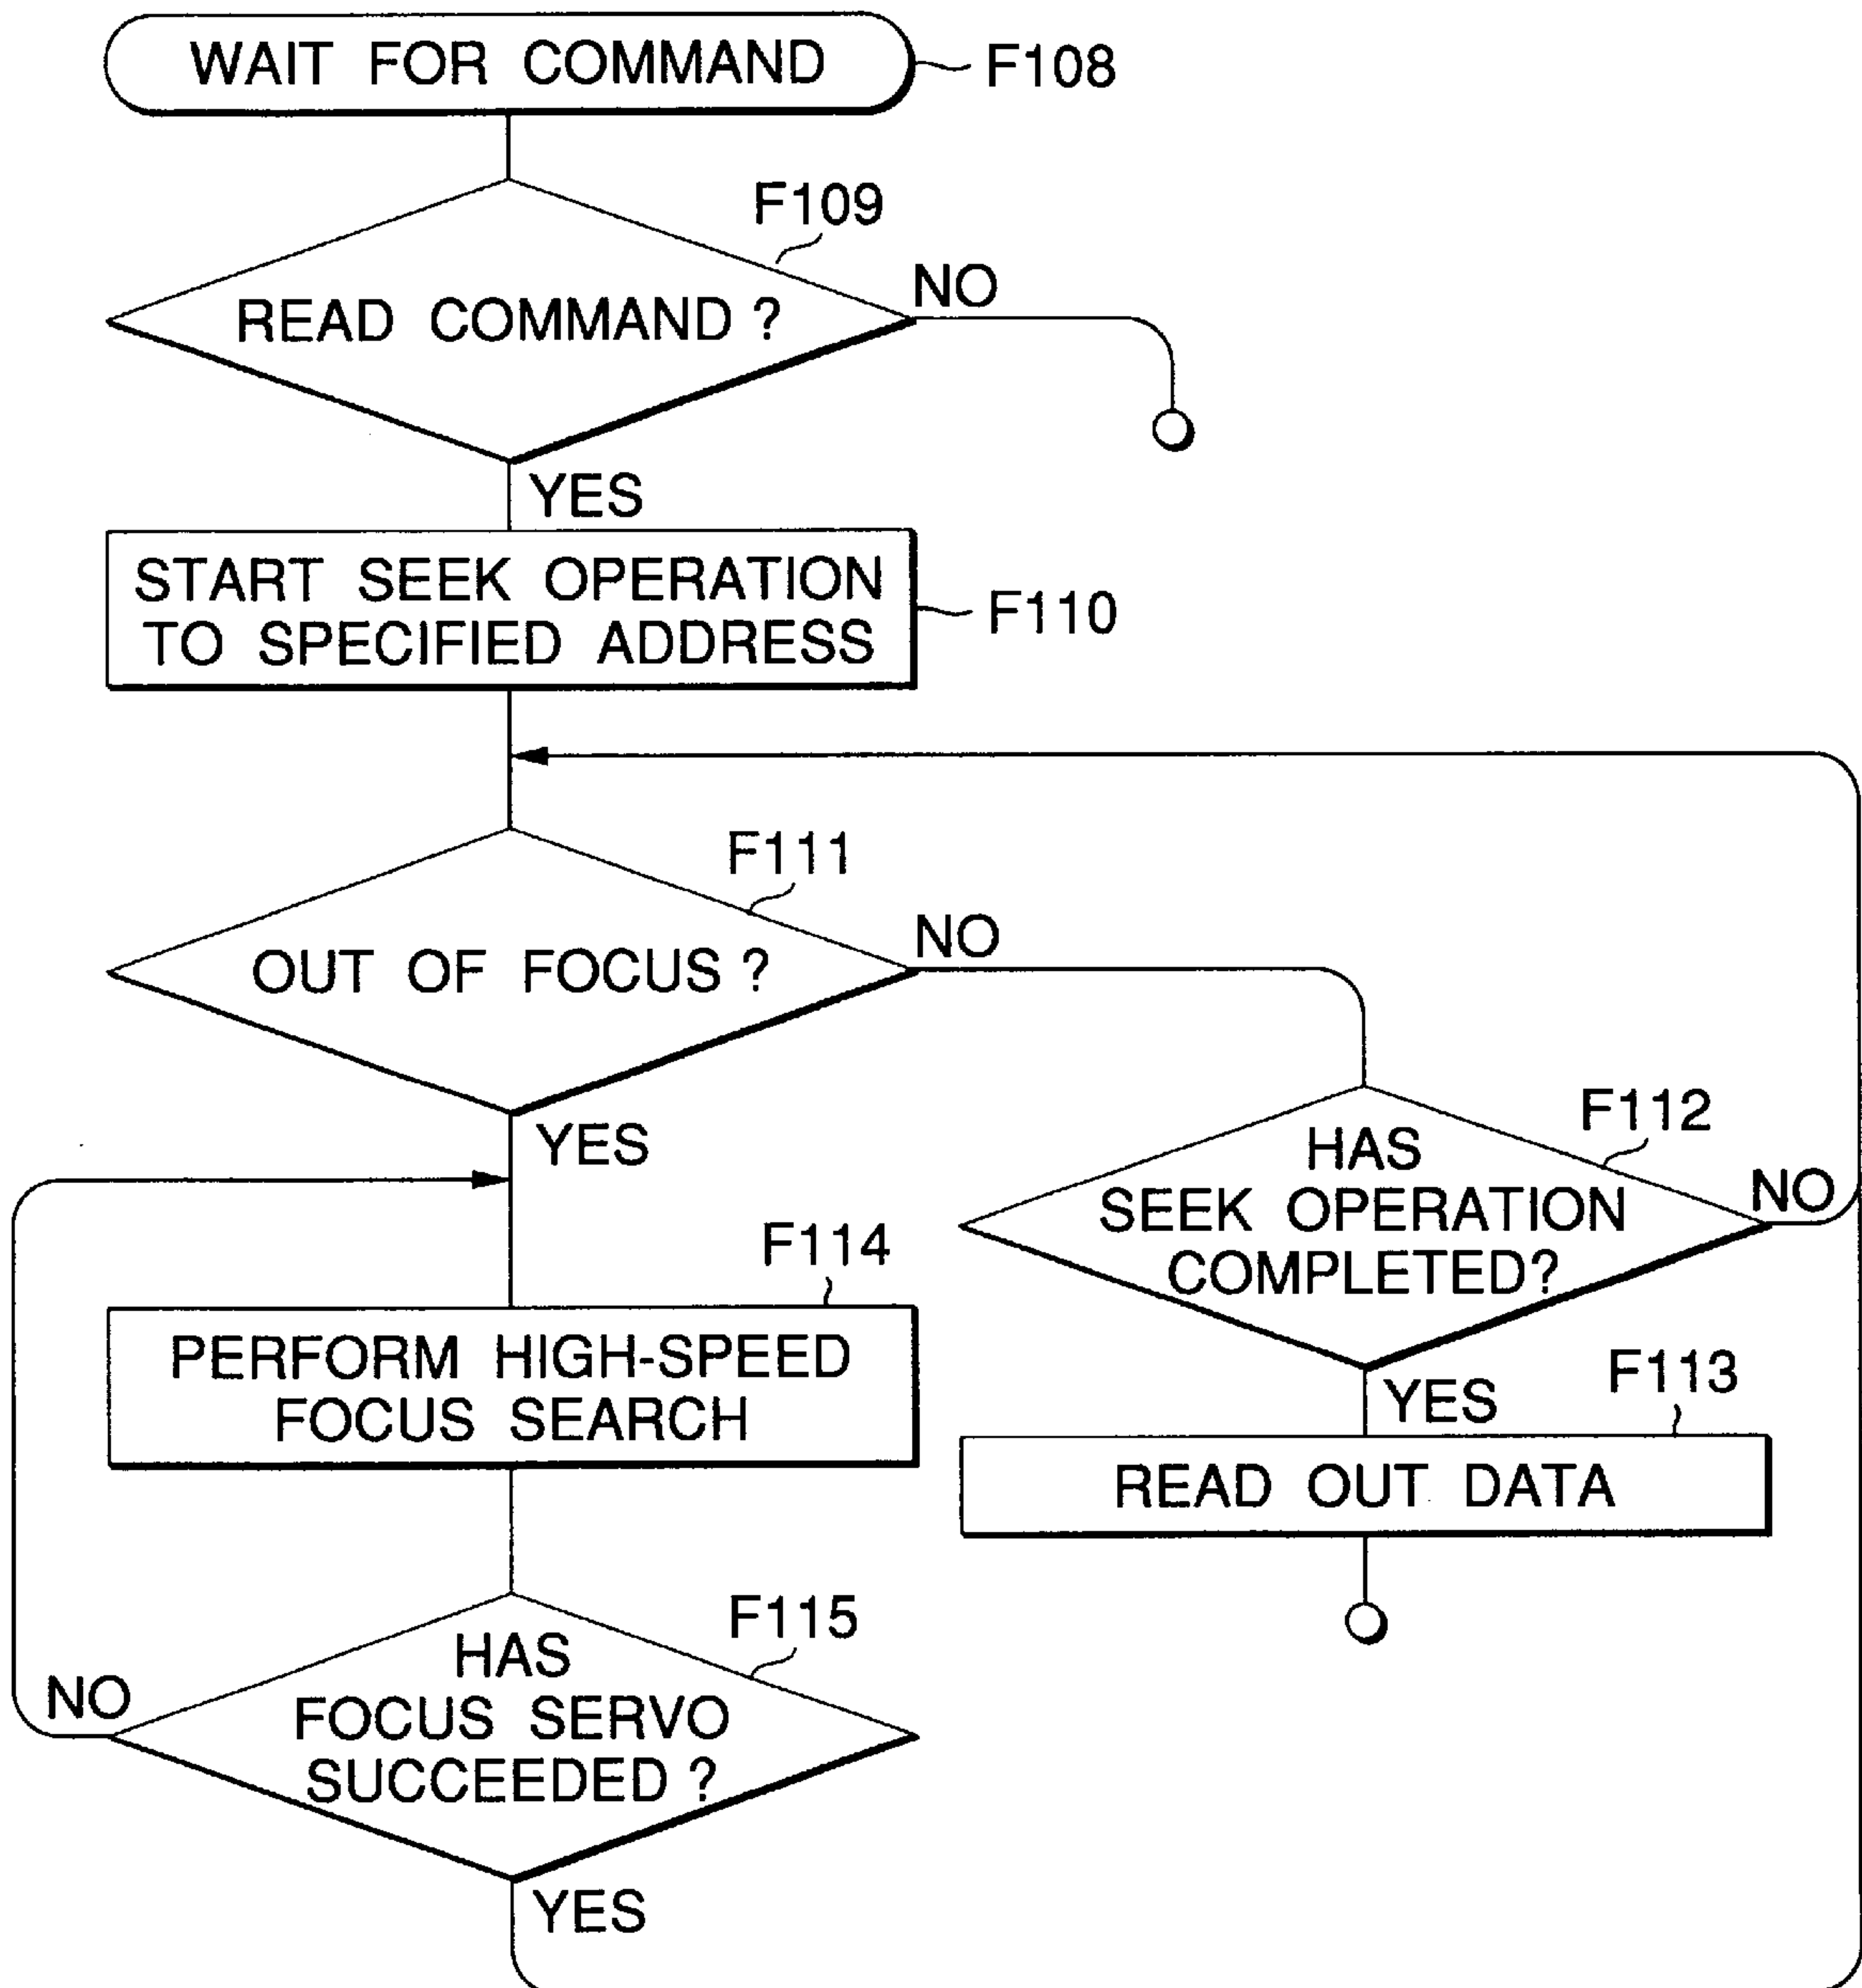 WAIT FOR COMMAND
F108
F109
READ COMMAND ?
NO
YES
START SEEK OPERATION
TO SPECIFIED ADDRESS
F110
F111
OUT OF FOCUS ?
NO
YES
F112
HAS
SEEK OPERATION
COMPLETED?
NO
YES
F113
READ OUT DATA
F114
PERFORM HIGH-SPEED
FOCUS SEARCH
F115
HAS
FOCUS SERVO
SUCCEEDED ?
NO
YES